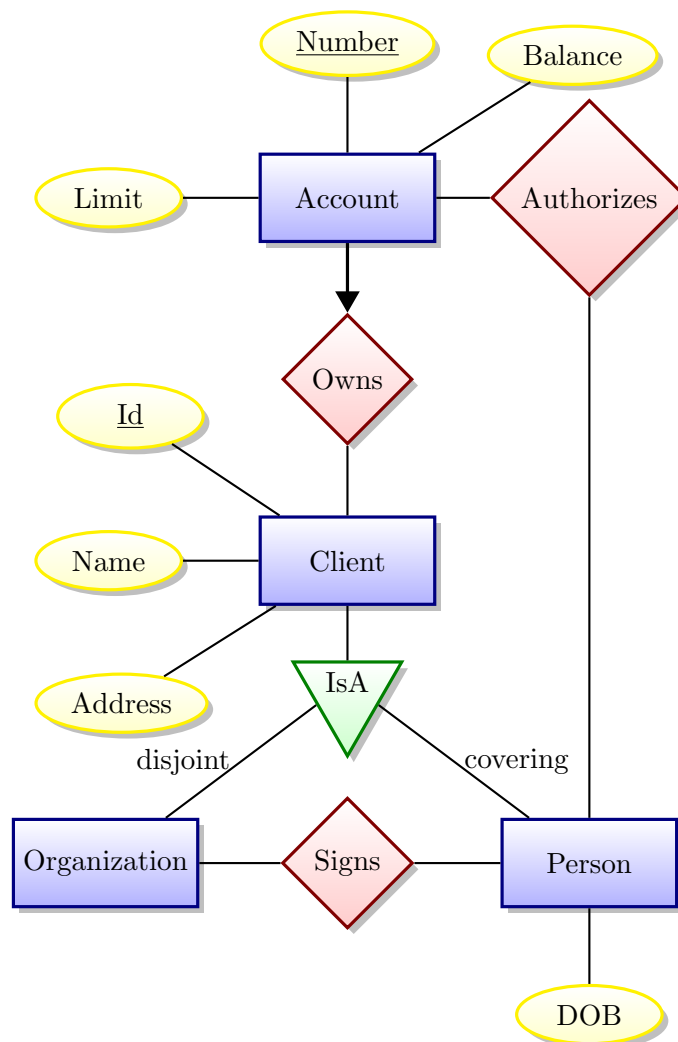 Number
Balance
Limit
Account
Authorizes
Owns
Id
Name
Client
Address
IsA
disjoint
covering
Organization
Signs
Person
DOB